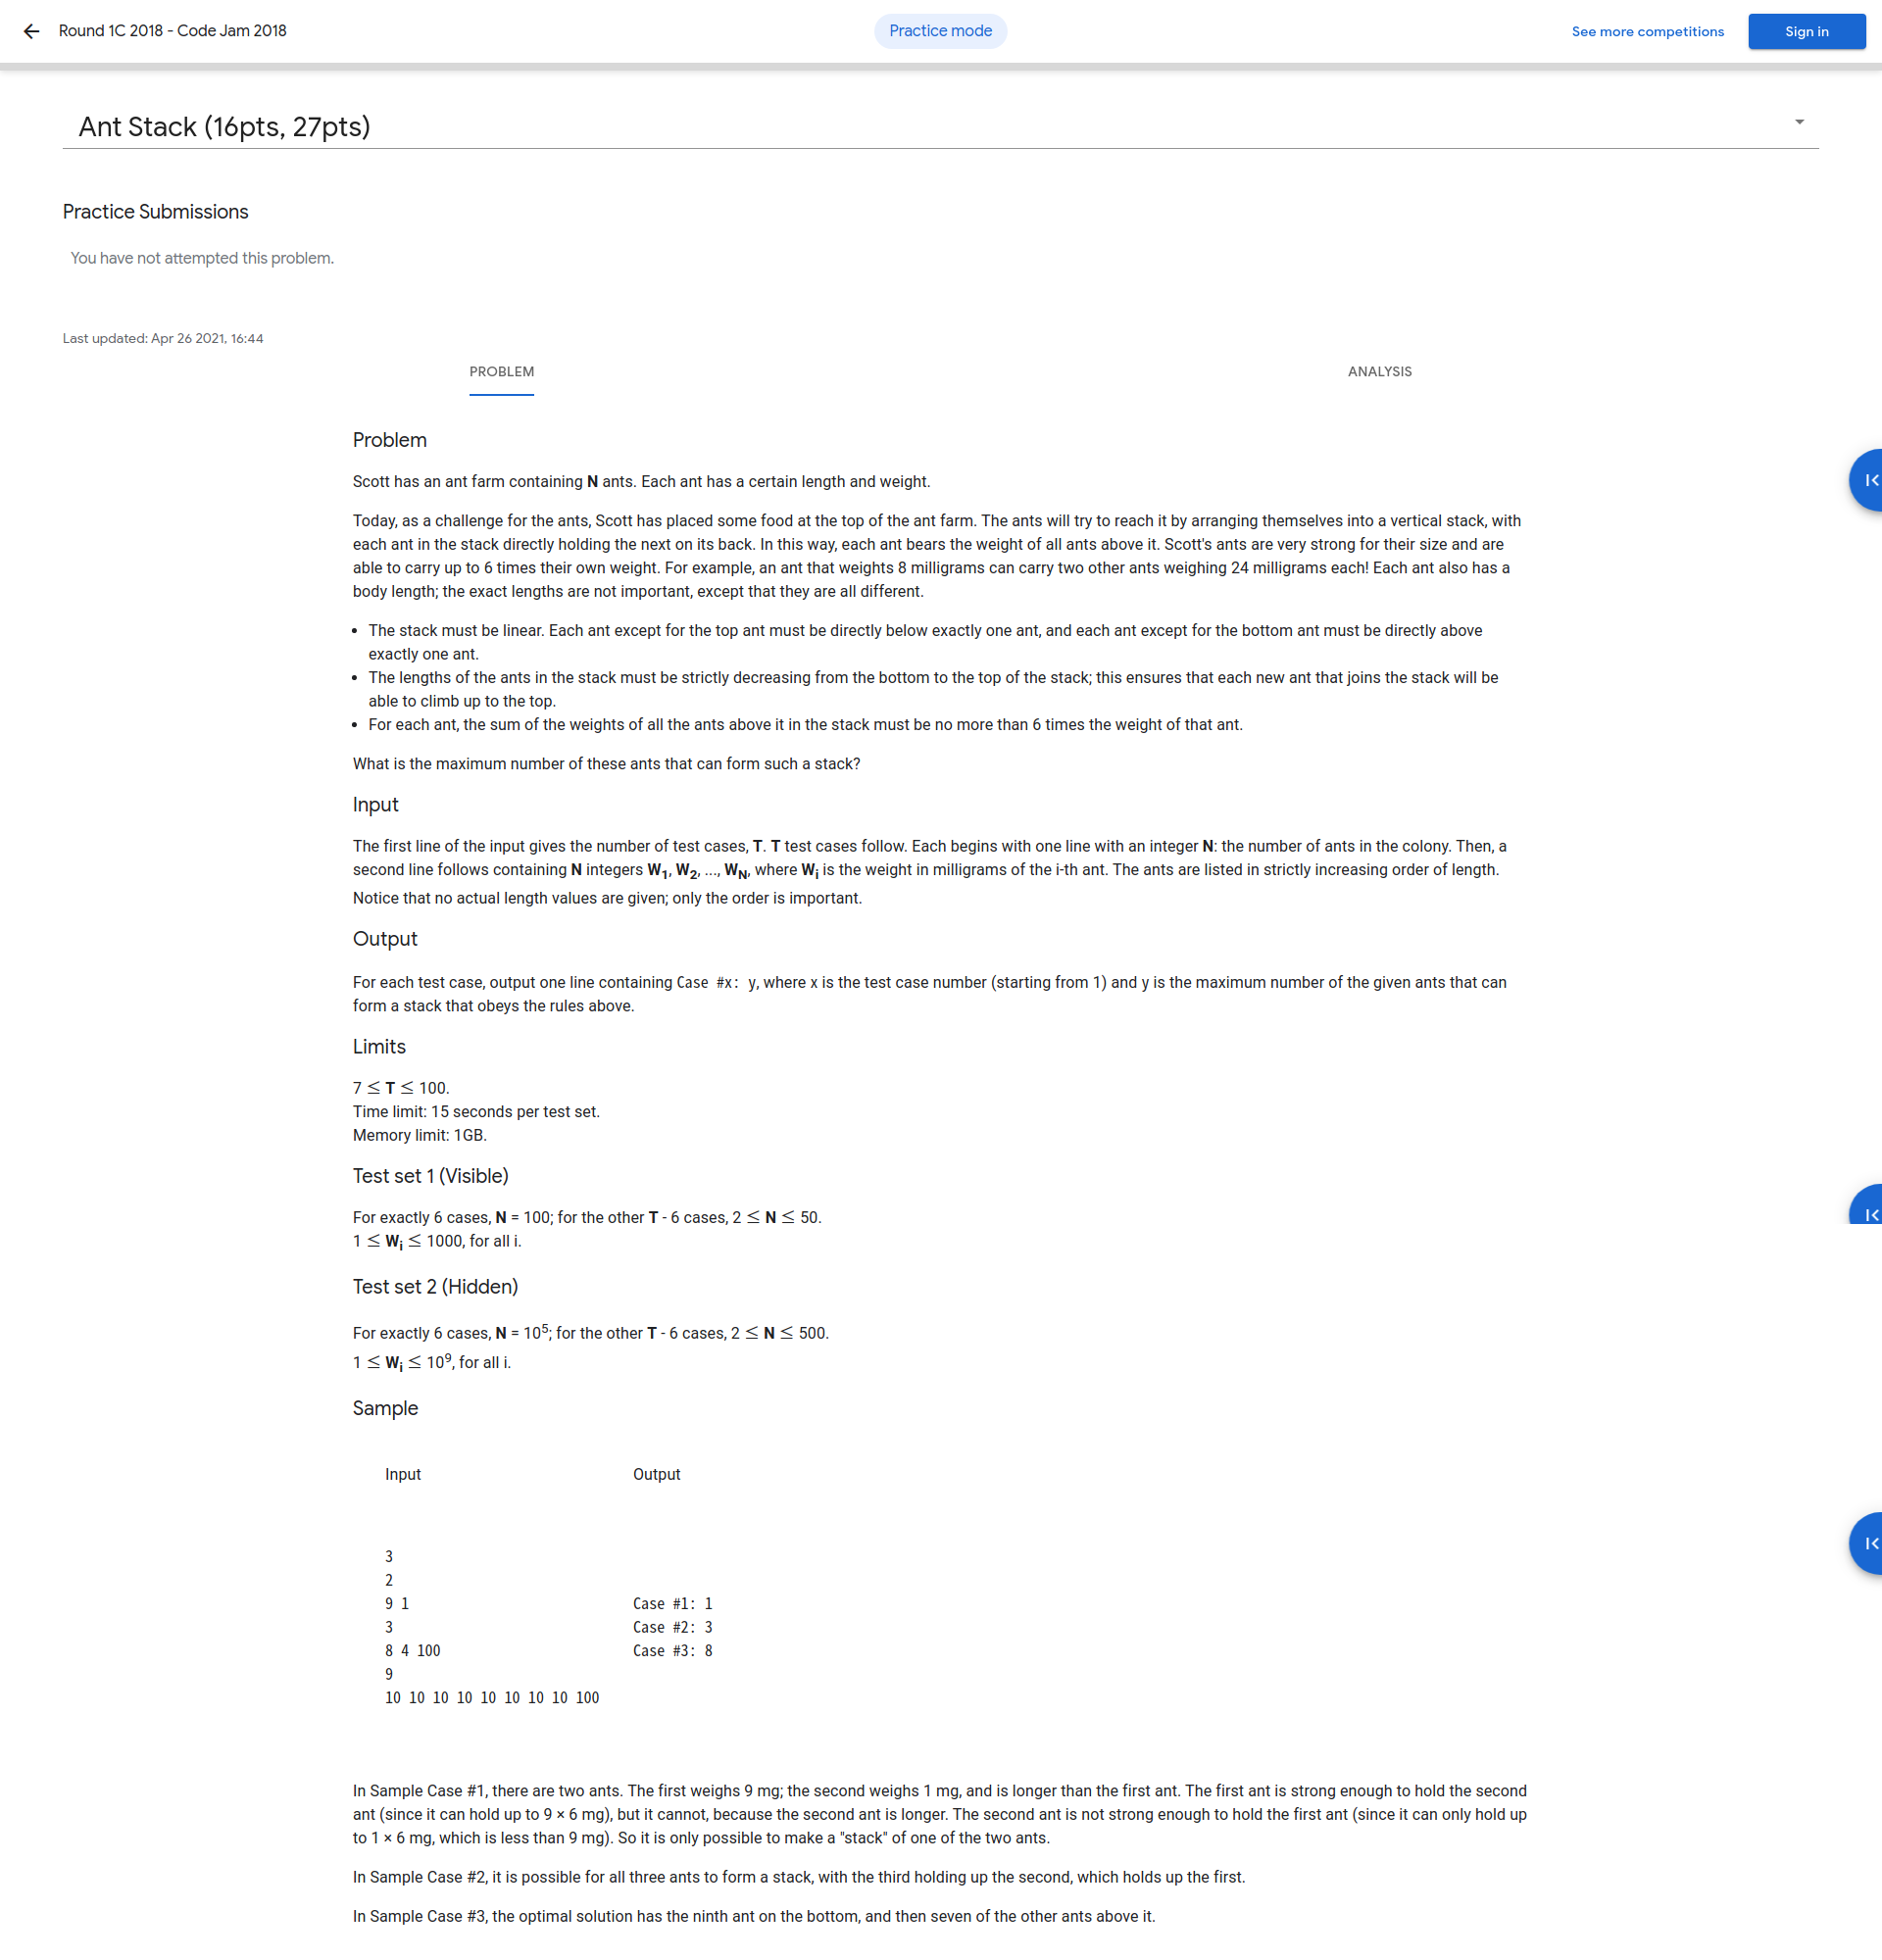 Round 1C 2018 - Code Jam 2018
Practice mode
See more competitions
Sign in
Ant Stack (16pts, 27pts)
Practice Submissions
You have not attempted this problem.
Last updated: Apr 26 2021, 16:44
PROBLEM
ANALYSIS
Problem
Scott has an ant farm containing N ants. Each ant has a certain length and weight.
Today, as a challenge for the ants, Scott has placed some food at the top of the ant farm. The ants will try to reach it by arranging themselves into a vertical stack, with
each ant in the stack directly holding the next on its back. In this way, each ant bears the weight of all ants above it. Scott's ants are very strong for their size and are
able to carry up to 6 times their own weight. For example, an ant that weights 8 milligrams can carry two other ants weighing 24 milligrams each! Each ant also has a
body length; the exact lengths are not important, except that they are all different.
• The stack must be linear. Each ant except for the top ant must be directly below exactly one ant, and each ant except for the bottom ant must be directly above
exactly one ant.
• The lengths of the ants in the stack must be strictly decreasing from the bottom to the top of the stack; this ensures that each new ant that joins the stack will be
able to climb up to the top.
• For each ant, the sum of the weights of all the ants above it in the stack must be no more than 6 times the weight of that ant.
What is the maximum number of these ants that can form such a stack?
Input
The first line of the input gives the number of test cases, T. T test cases follow. Each begins with one line with an integer N: the number of ants in the colony. Then, a
second line follows containing N integers W1, W2, ..., WN, where Wi is the weight in milligrams of the i-th ant. The ants are listed in strictly increasing order of length.
Notice that no actual length values are given; only the order is important.
Output
For each test case, output one line containing Case #x: y, where x is the test case number (starting from 1) and y is the maximum number of the given ants that can
form a stack that obeys the rules above.
Limits
7 ≤ T ≤ 100.
Time limit: 15 seconds per test set.
Memory limit: 1GB.
Test set 1 (Visible)
For exactly 6 cases, N = 100; for the other T - 6 cases, 2 ≤ N ≤ 50.
1 ≤ Wi ≤ 1000, for all i.
Test set 2 (Hidden)
For exactly 6 cases, N = 10^5; for the other T - 6 cases, 2 ≤ N ≤ 500.
1 ≤ Wi ≤ 10^9, for all i.
Sample
Input Output
3
2
9 1 Case #1: 1
3 Case #2: 3
8 4 100 Case #3: 8
9
10 10 10 10 10 10 10 10 100
In Sample Case #1, there are two ants. The first weighs 9 mg; the second weighs 1 mg, and is longer than the first ant. The first ant is strong enough to hold the second
ant (since it can hold up to 9 × 6 mg), but it cannot, because the second ant is longer. The second ant is not strong enough to hold the first ant (since it can only hold up
to 1 × 6 mg, which is less than 9 mg). So it is only possible to make a "stack" of one of the two ants.
In Sample Case #2, it is possible for all three ants to form a stack, with the third holding up the second, which holds up the first.
In Sample Case #3, the optimal solution has the ninth ant on the bottom, and then seven of the other ants above it.